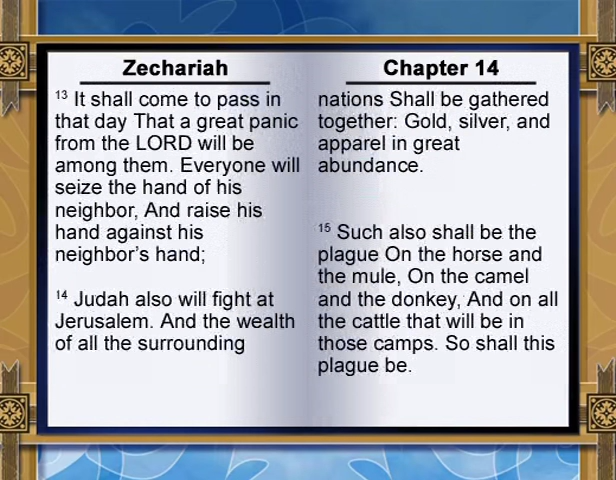 Zechariah
13 It shall come to pass in
that day That a great panic
from the LORD will be
among them. Everyone will
seize the hand of his
neighbor, And raise his
hand against his
neighbor’s hand;
14 Judah also will fight at
Jerusalem. And the wealth
of all the surrounding
Chapter 14
nations Shall be gathered
together: Gold, silver, and
apparel in great
abundance.
15 Such also shall be the
plague On the horse and
the mule, On the camel
and the donkey, And on all
the cattle that will be in
those camps. So shall this
plague be.